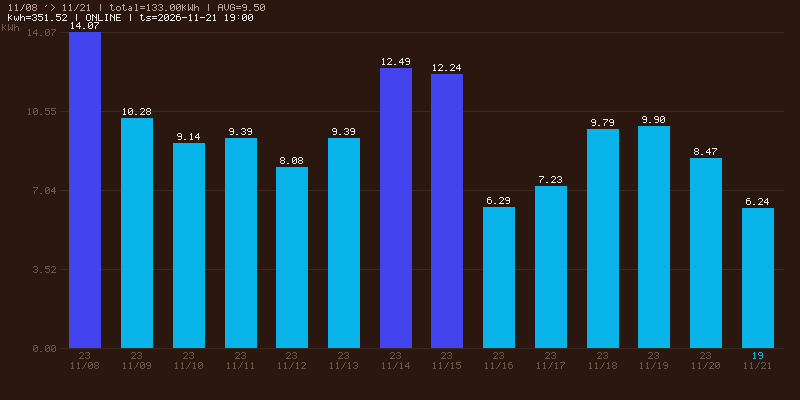 11/08 -> 11/21 | total=133.00kWh | AVG=9.50
Kwh=351.52 | ONLINE | ts=2026-11-21 19:00
kWh
14.07
10.55
7.04
3.52
0.00
14.07 10.28 9.14 9.39 8.08 9.39 12.49 12.24 6.29 7.23 9.79 9.90 8.47 6.24
23 23 23 23 23 23 23 23 23 23 23 23 23 19
11/08 11/09 11/10 11/11 11/12 11/13 11/14 11/15 11/16 11/17 11/18 11/19 11/20 11/21